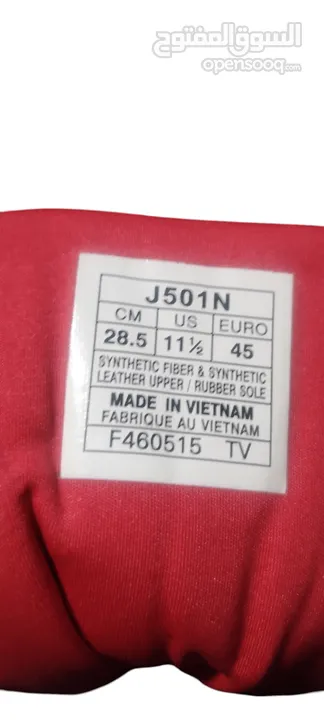 السوق المفتوح
opensooq.com
J501N
CM US EURO
28.5 11½ 45
SYNTHETIC FIBER & SYNTHETIC
LEATHER UPPER / RUBBER SOLE
MADE IN VIETNAM
FABRIQUE AU VIETNAM
F460515 TV